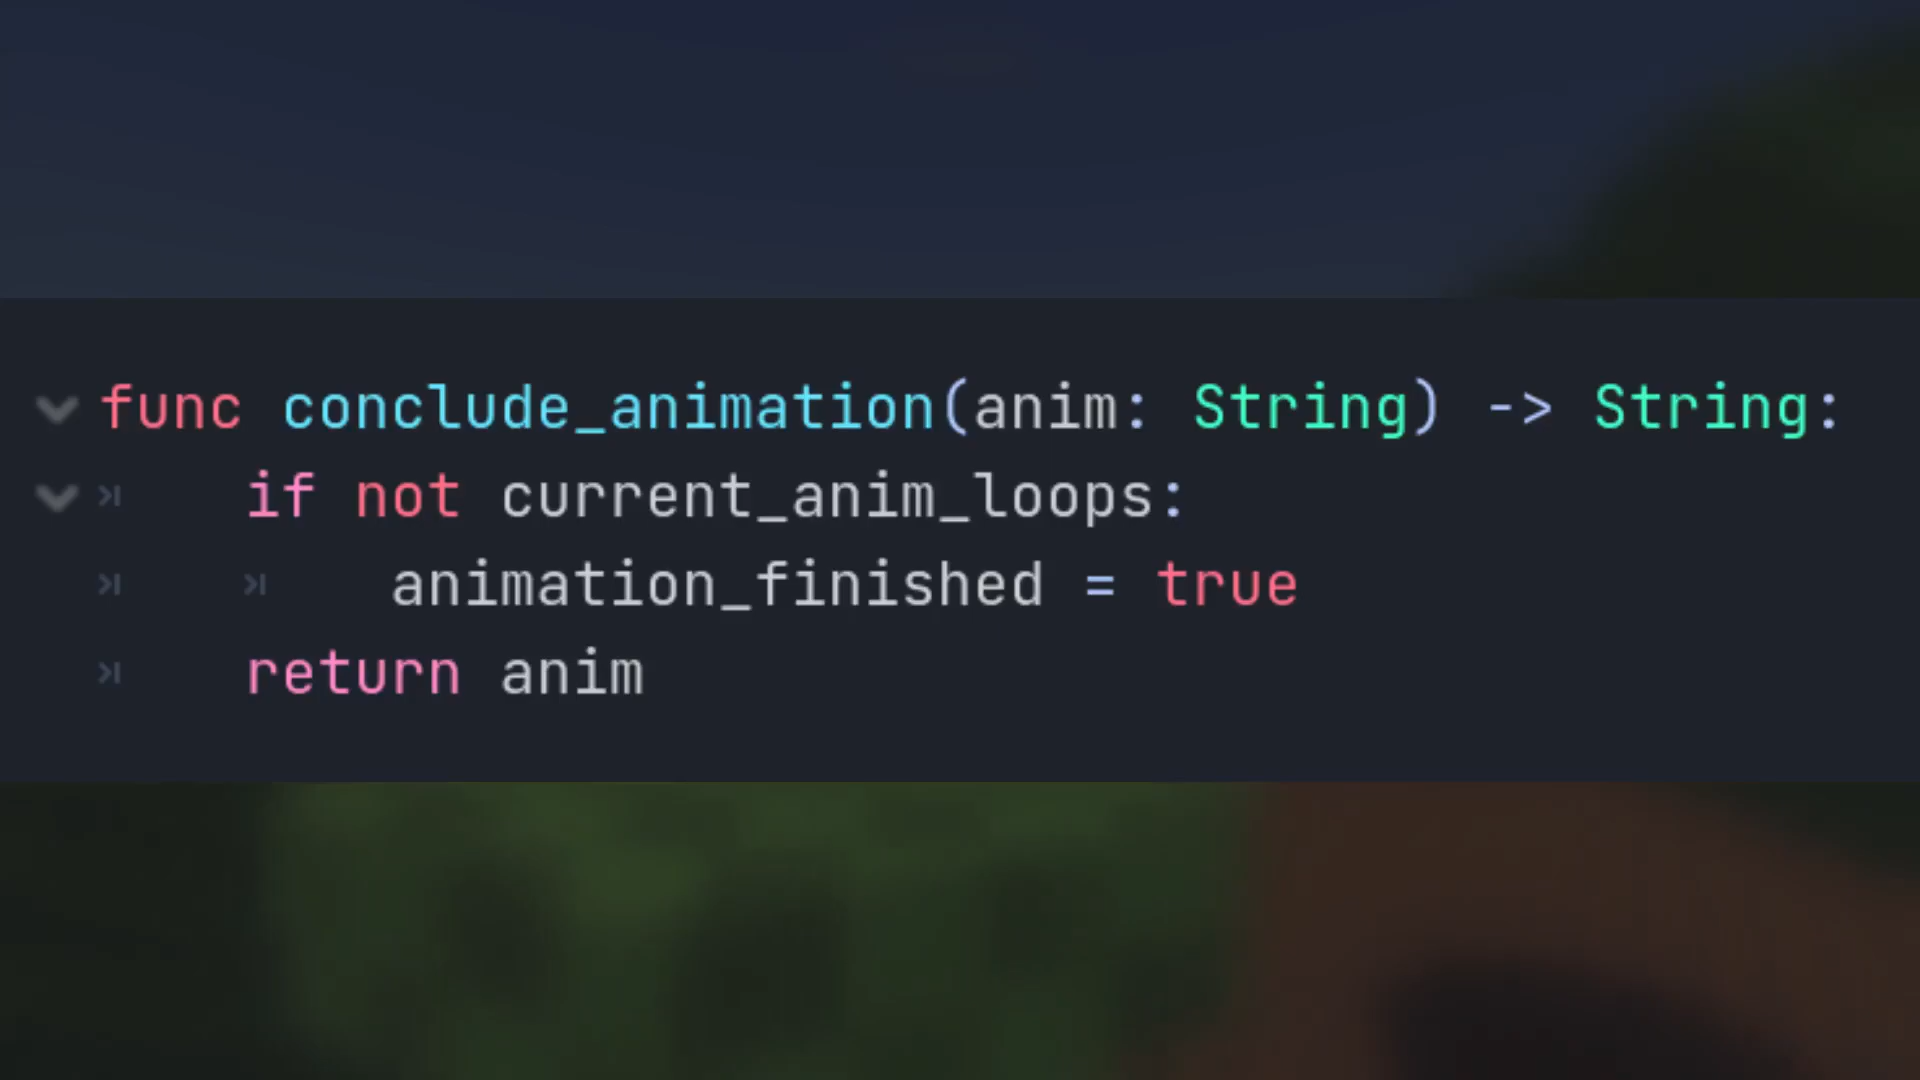 func conclude_animation(anim: String) -> String:
if not current_anim_loops:
animation_finished = true
return anim